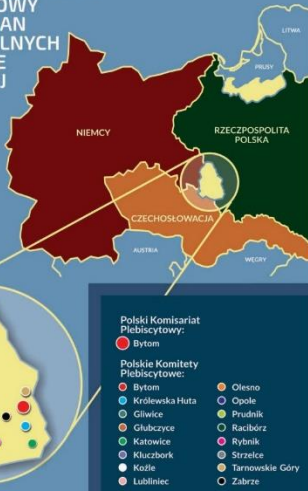 OWY
AN
ALNYCH
E
J
LITWA
PRUSY
NIEMCY
RZECZPOSPOLITA
POLSKA
CZECHOSŁOWACJA
AUSTRIA
WĘGRY
Polski Komisariat
Plebiscytowy:
Bytom
Polskie Komitety
Plebiscytowe:
Bytom
Królewska Huta
Gliwice
Głubczyce
Katowice
Kluczbork
Koźle
Lubliniec
Olesno
Opole
Prudnik
Racibórz
Rybnik
Strzelce
Tarnowskie Góry
Zabrze